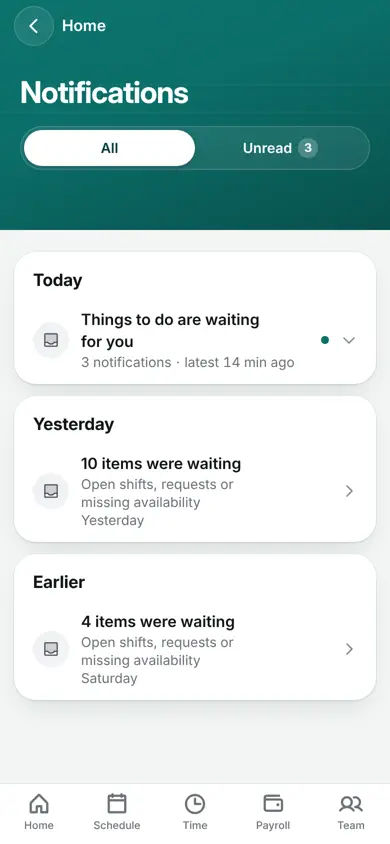 Home
Notifications
All
Unread 3
Today
Things to do are waiting
for you
3 notifications · latest 14 min ago
Yesterday
10 items were waiting
Open shifts, requests or
missing availability
Yesterday
Earlier
4 items were waiting
Open shifts, requests or
missing availability
Saturday
Home Schedule Time Payroll Team